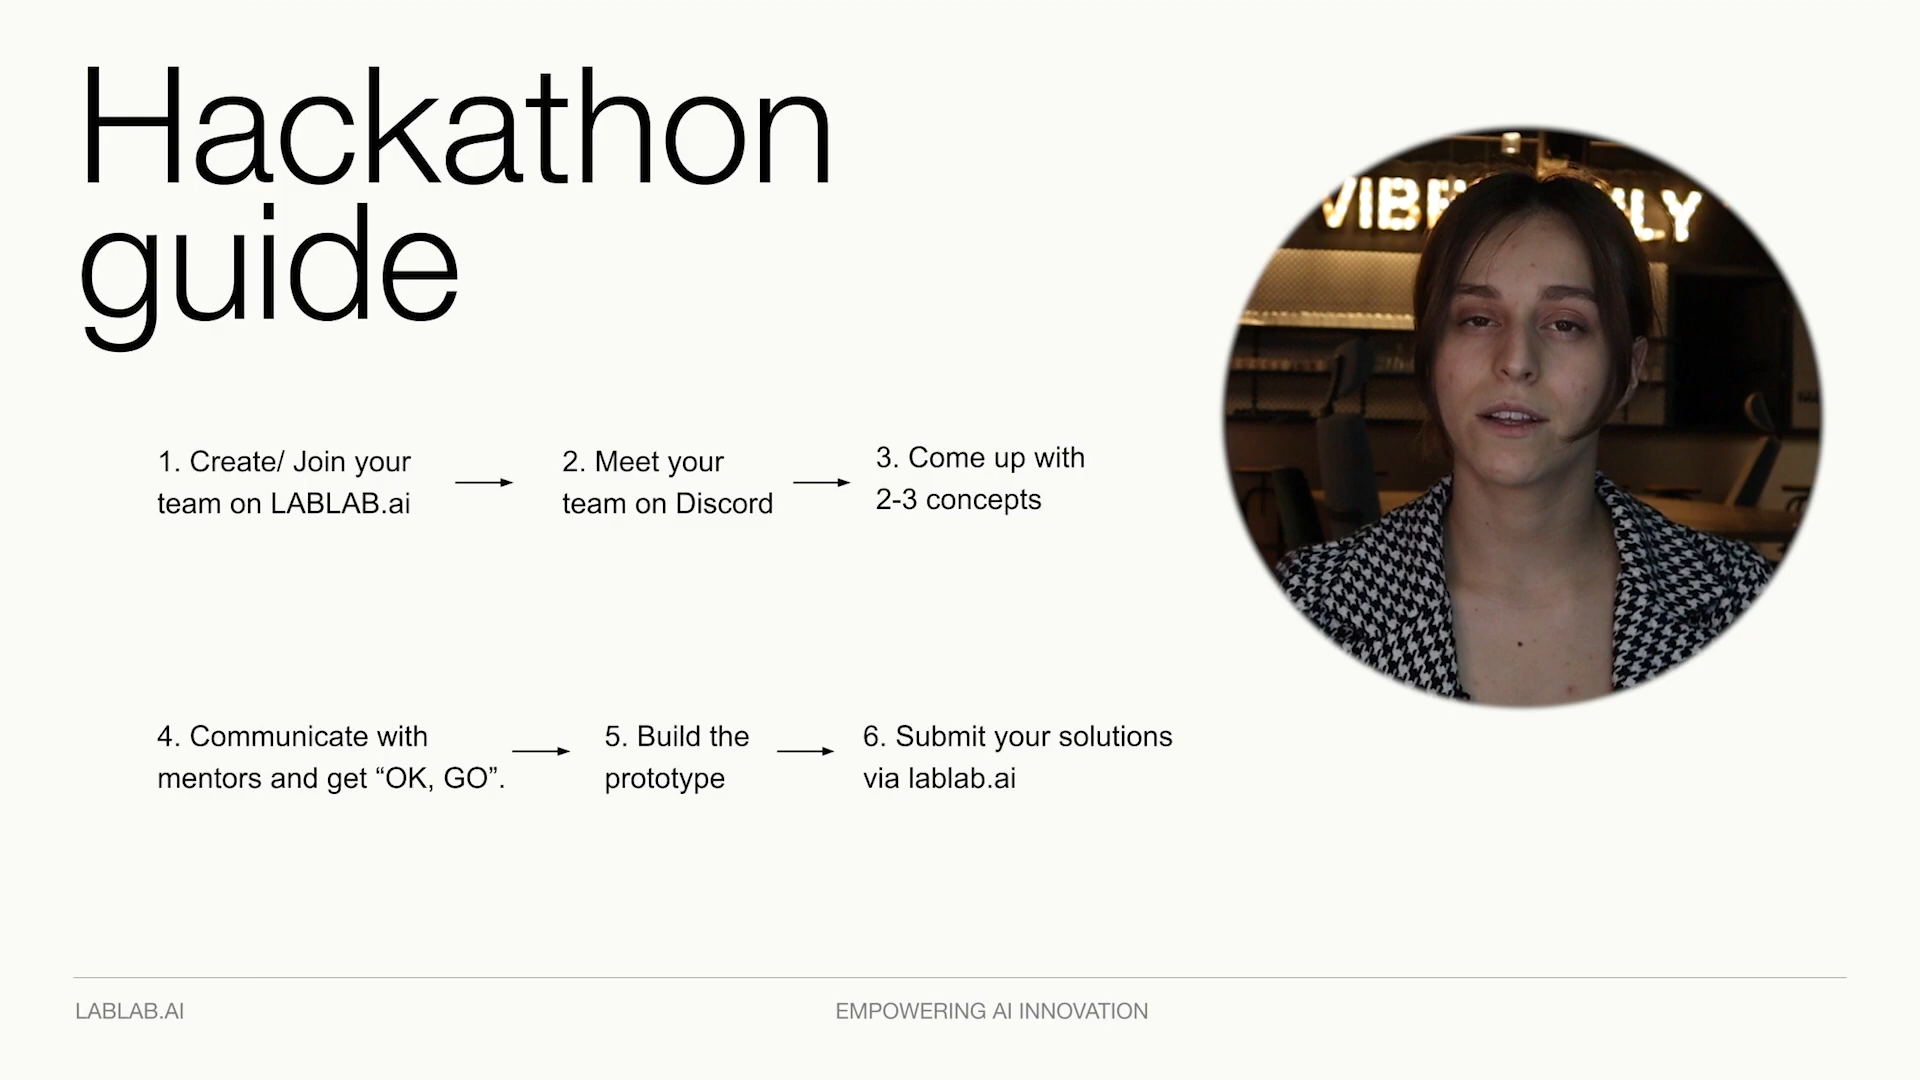 Hackathon
guide
1. Create/ Join your
team on LABLAB.ai
2. Meet your
team on Discord
3. Come up with
2-3 concepts
4. Communicate with
mentors and get “OK, GO”.
5. Build the
prototype
6. Submit your solutions
via lablab.ai
LABLAB.AI
EMPOWERING AI INNOVATION